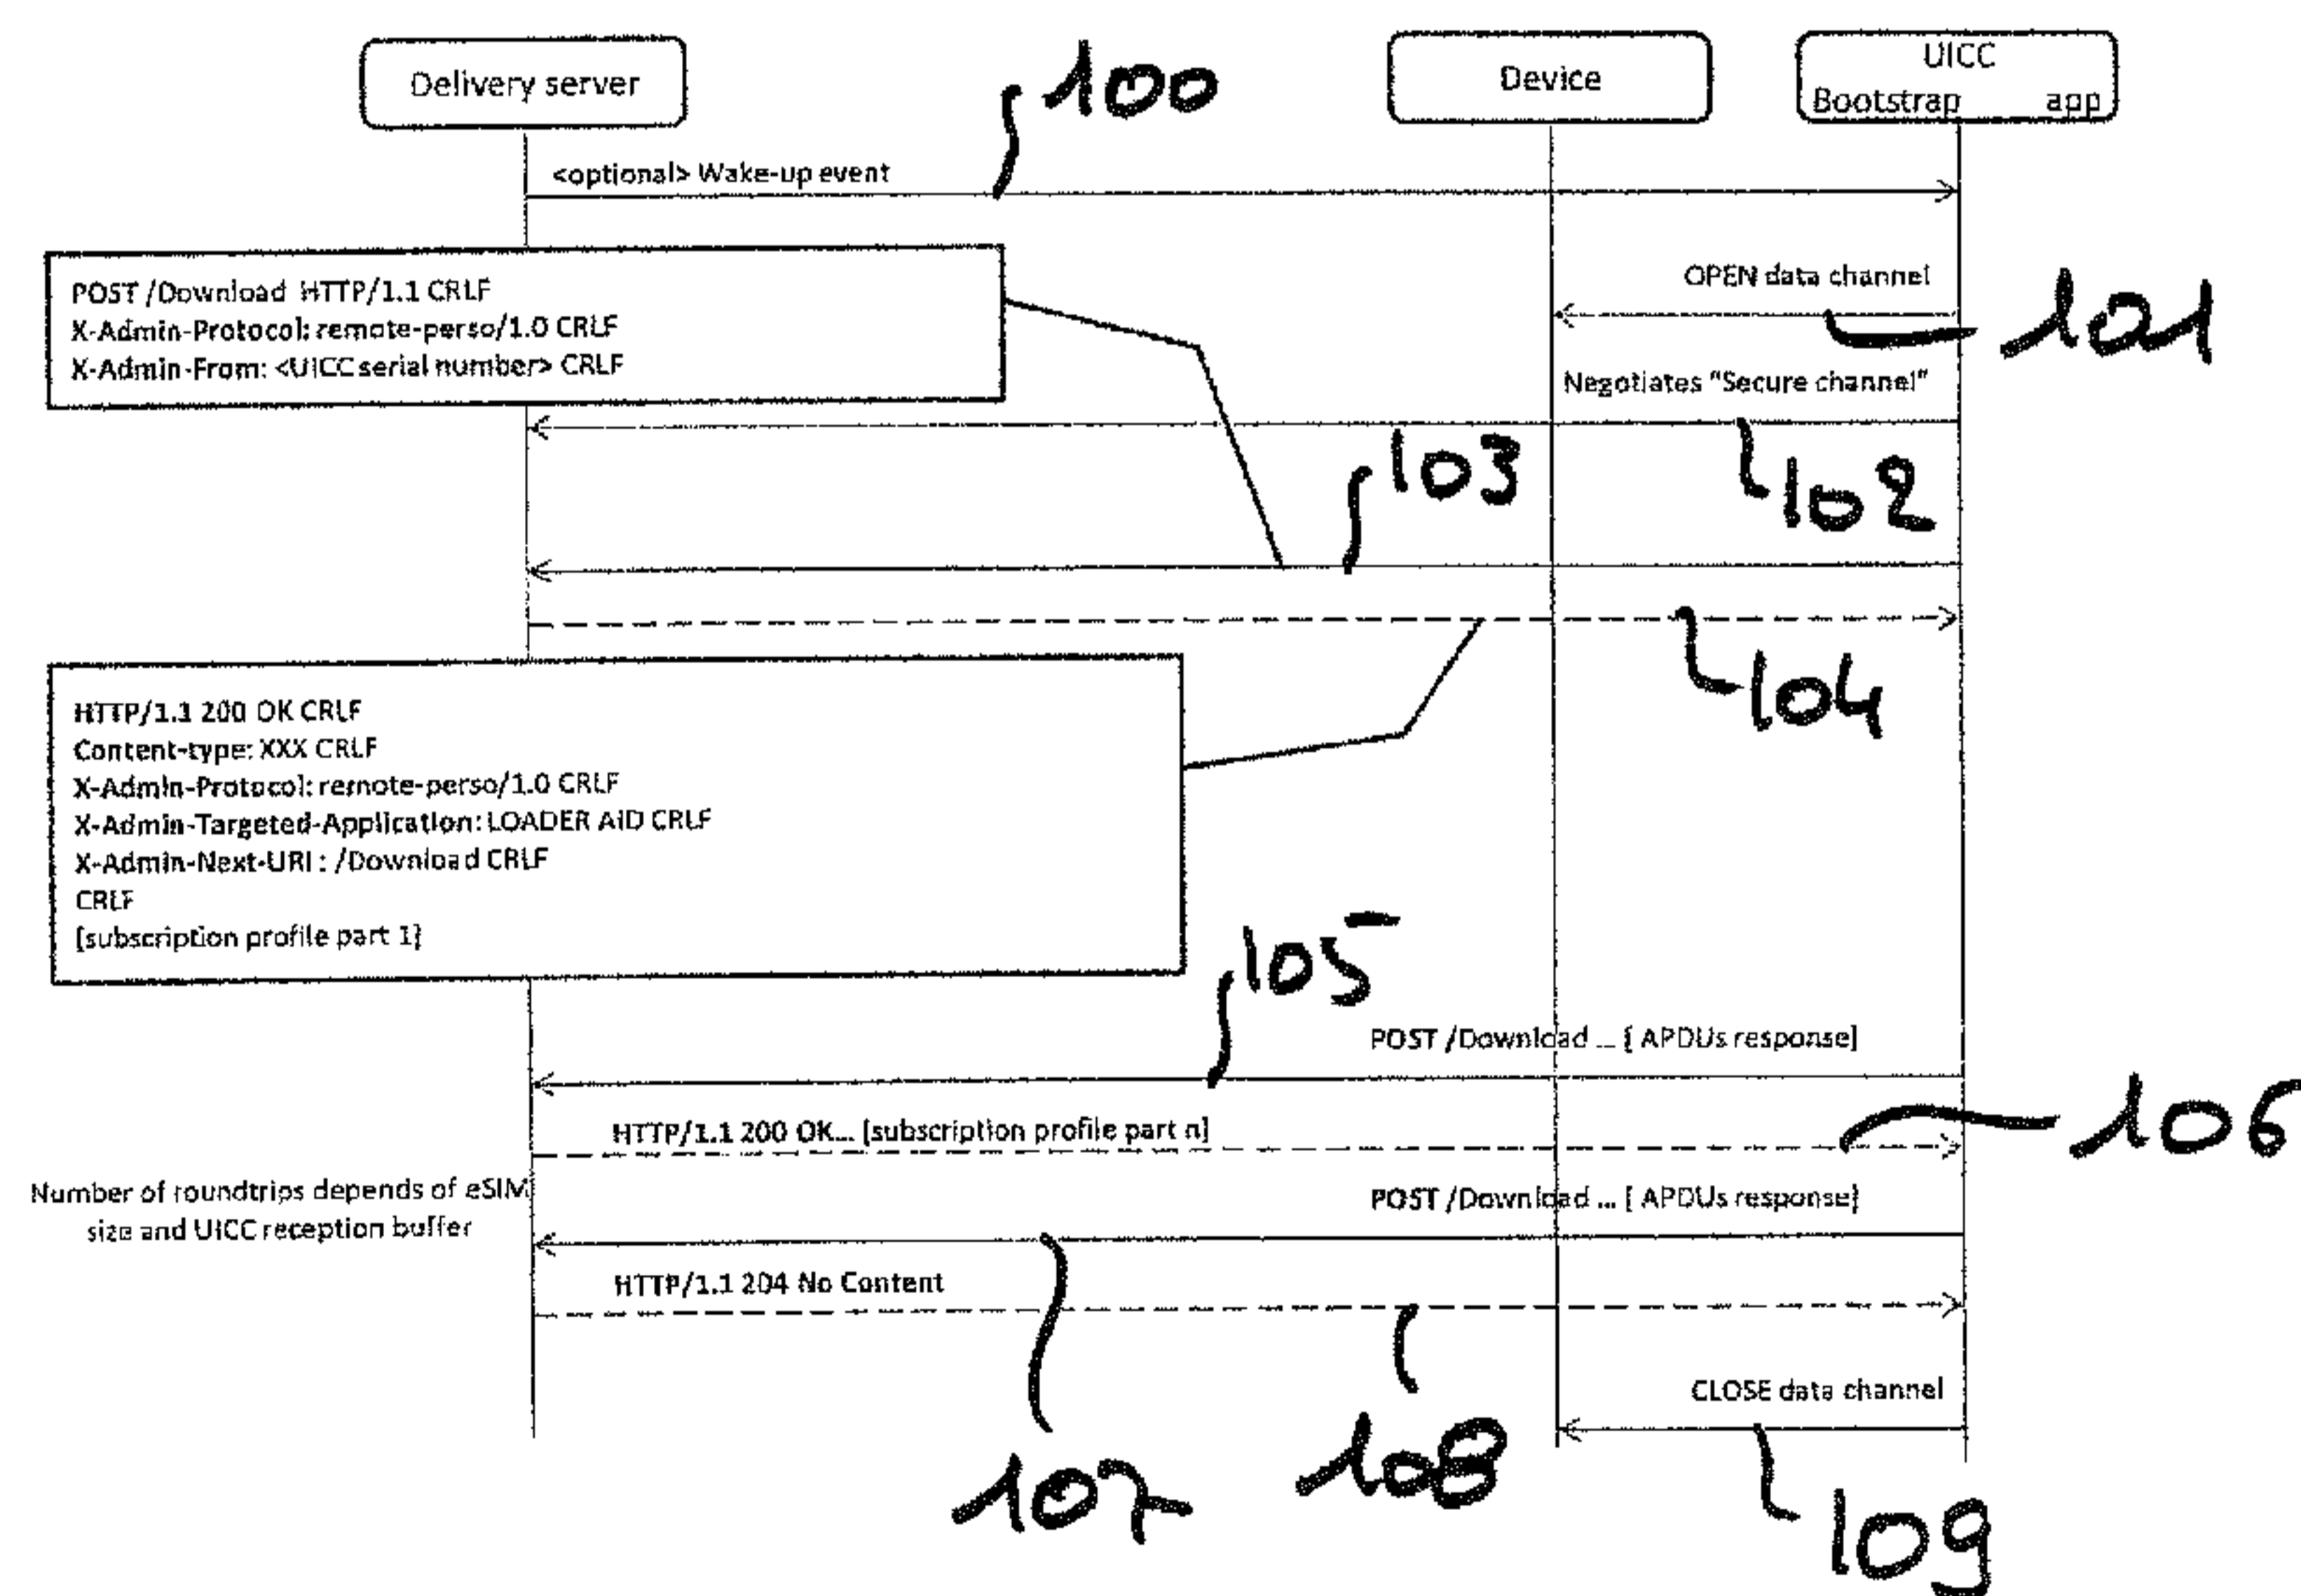 Delivery server
Device
UICC
Bootstrap app
100
<optional> Wake-up event
POST /Download HTTP/1.1 CRLF
X-Admin-Protocol: remote-perso/1.0 CRLF
X-Admin-From: <UICC serial number> CRLF
OPEN data channel
101
Negotiates "Secure channel"
102
103
104
HTTP/1.1 200 OK CRLF
Content-type: XXX CRLF
X-Admin-Protocol: remote-perso/1.0 CRLF
X-Admin-Targeted-Application: LOADER AID CRLF
X-Admin-Next-URI : /Download CRLF
CRLF
[subscription profile part 1]
105
POST /Download ... [ APDUs response]
106
HTTP/1.1 200 OK... [subscription profile part n]
Number of roundtrips depends of eSIM
size and UICC reception buffer
POST /Download ... [ APDUs response]
107
HTTP/1.1 204 No Content
108
CLOSE data channel
109